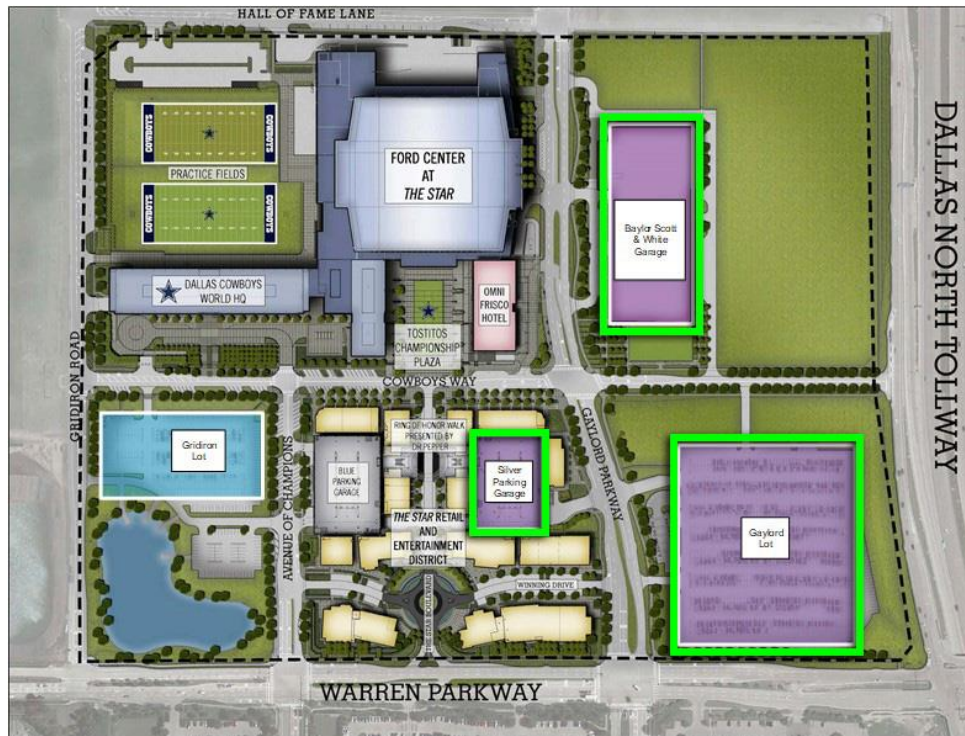 HALL OF FAME LANE
COWBOYS
COWBOYS
PRACTICE FIELDS
COWBOYS
COWBOYS
FORD CENTER
AT
THE STAR
Baylor Scott
& White
Garage
DALLAS NORTH TOLLWAY
DALLAS COWBOYS
WORLD HQ
OMNI
FRISCO
HOTEL
TOSTITOS
CHAMPIONSHIP
PLAZA
COWBOYS WAY
GRIDIRON ROAD
Gridiron
Lot
AVENUE OF CHAMPIONS
BLUE
PARKING
GARAGE
RING OF HONOR WALK
PRESENTED BY
DR PEPPER
Silver
Parking
Garage
GAYLORD PARKWAY
Gaylord
Lot
THE STAR RETAIL
AND
ENTERTAINMENT
DISTRICT
WINNING DRIVE
THE STAR BOULEVARD
WARREN PARKWAY